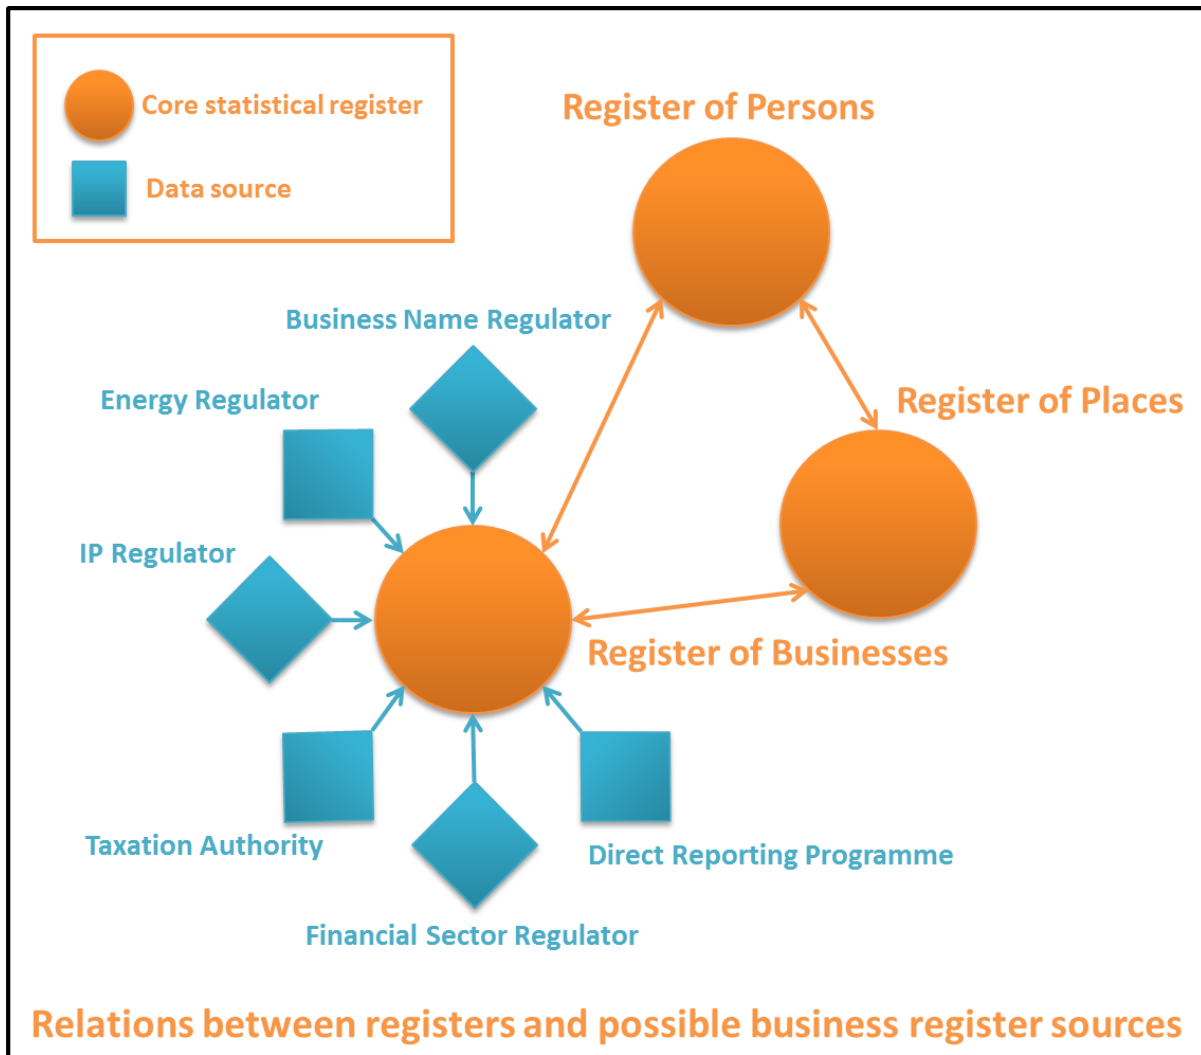 Core statistical register
Data source
Register of Persons
Business Name Regulator
Energy Regulator
Register of Places
IP Regulator
Register of Businesses
Taxation Authority
Direct Reporting Programme
Financial Sector Regulator
Relations between registers and possible business register sources